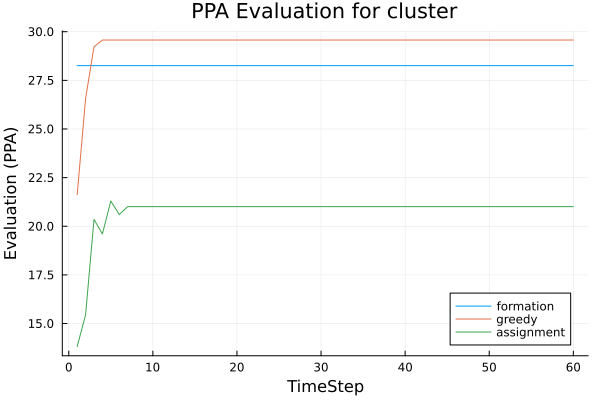 PPA Evaluation for cluster
Evaluation (PPA)
30.0
27.5
25.0
22.5
20.0
17.5
15.0
0 10 20 30 40 50 60
TimeStep
formation
greedy
assignment